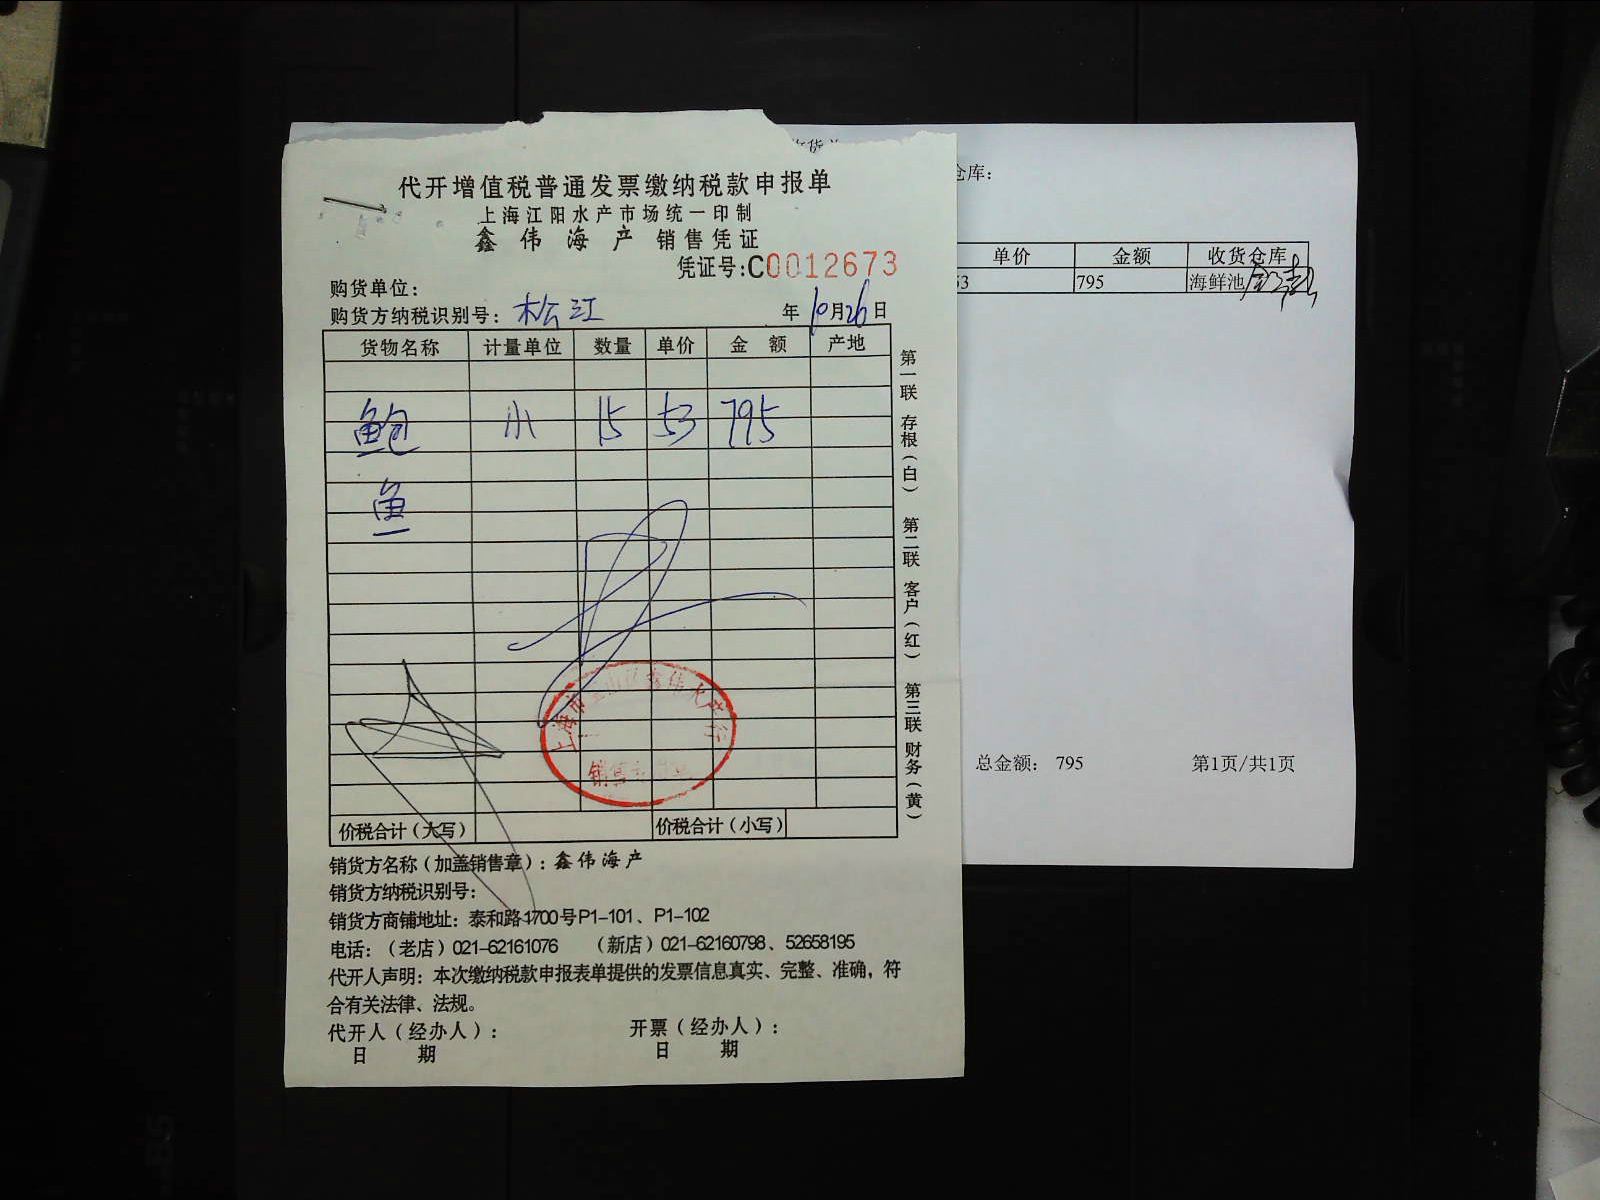 代开增值税普通发票缴纳税款申报单
上海江阳水产市场统一印制
鑫伟海产 销售凭证
凭证号:C0012673
购货单位：
购货方纳税识别号： 松江 年10月26日
货物名称 计量单位 数量 单价 金额 产地
鲍 小 15 53 795
鱼
价税合计（大写） 价税合计（小写）
销货方名称（加盖销售章）：鑫伟海产
销货方纳税识别号：
销货方商铺地址：泰和路1700号P1-101、P1-102
电话：（老店）021-62161076 （新店）021-62160798、52658195
代开人声明：本次缴纳税款申报表单提供的发票信息真实、完整、准确，符
合有关法律、法规。
代开人（经办人）： 开票（经办人）：
日 期 日 期
第一联 存根（白） 第二联 客户（红） 第三联 财务（黄）
销售
仓库：
单价 金额 收货仓库
53 795 海鲜池
总金额： 795 第1页/共1页